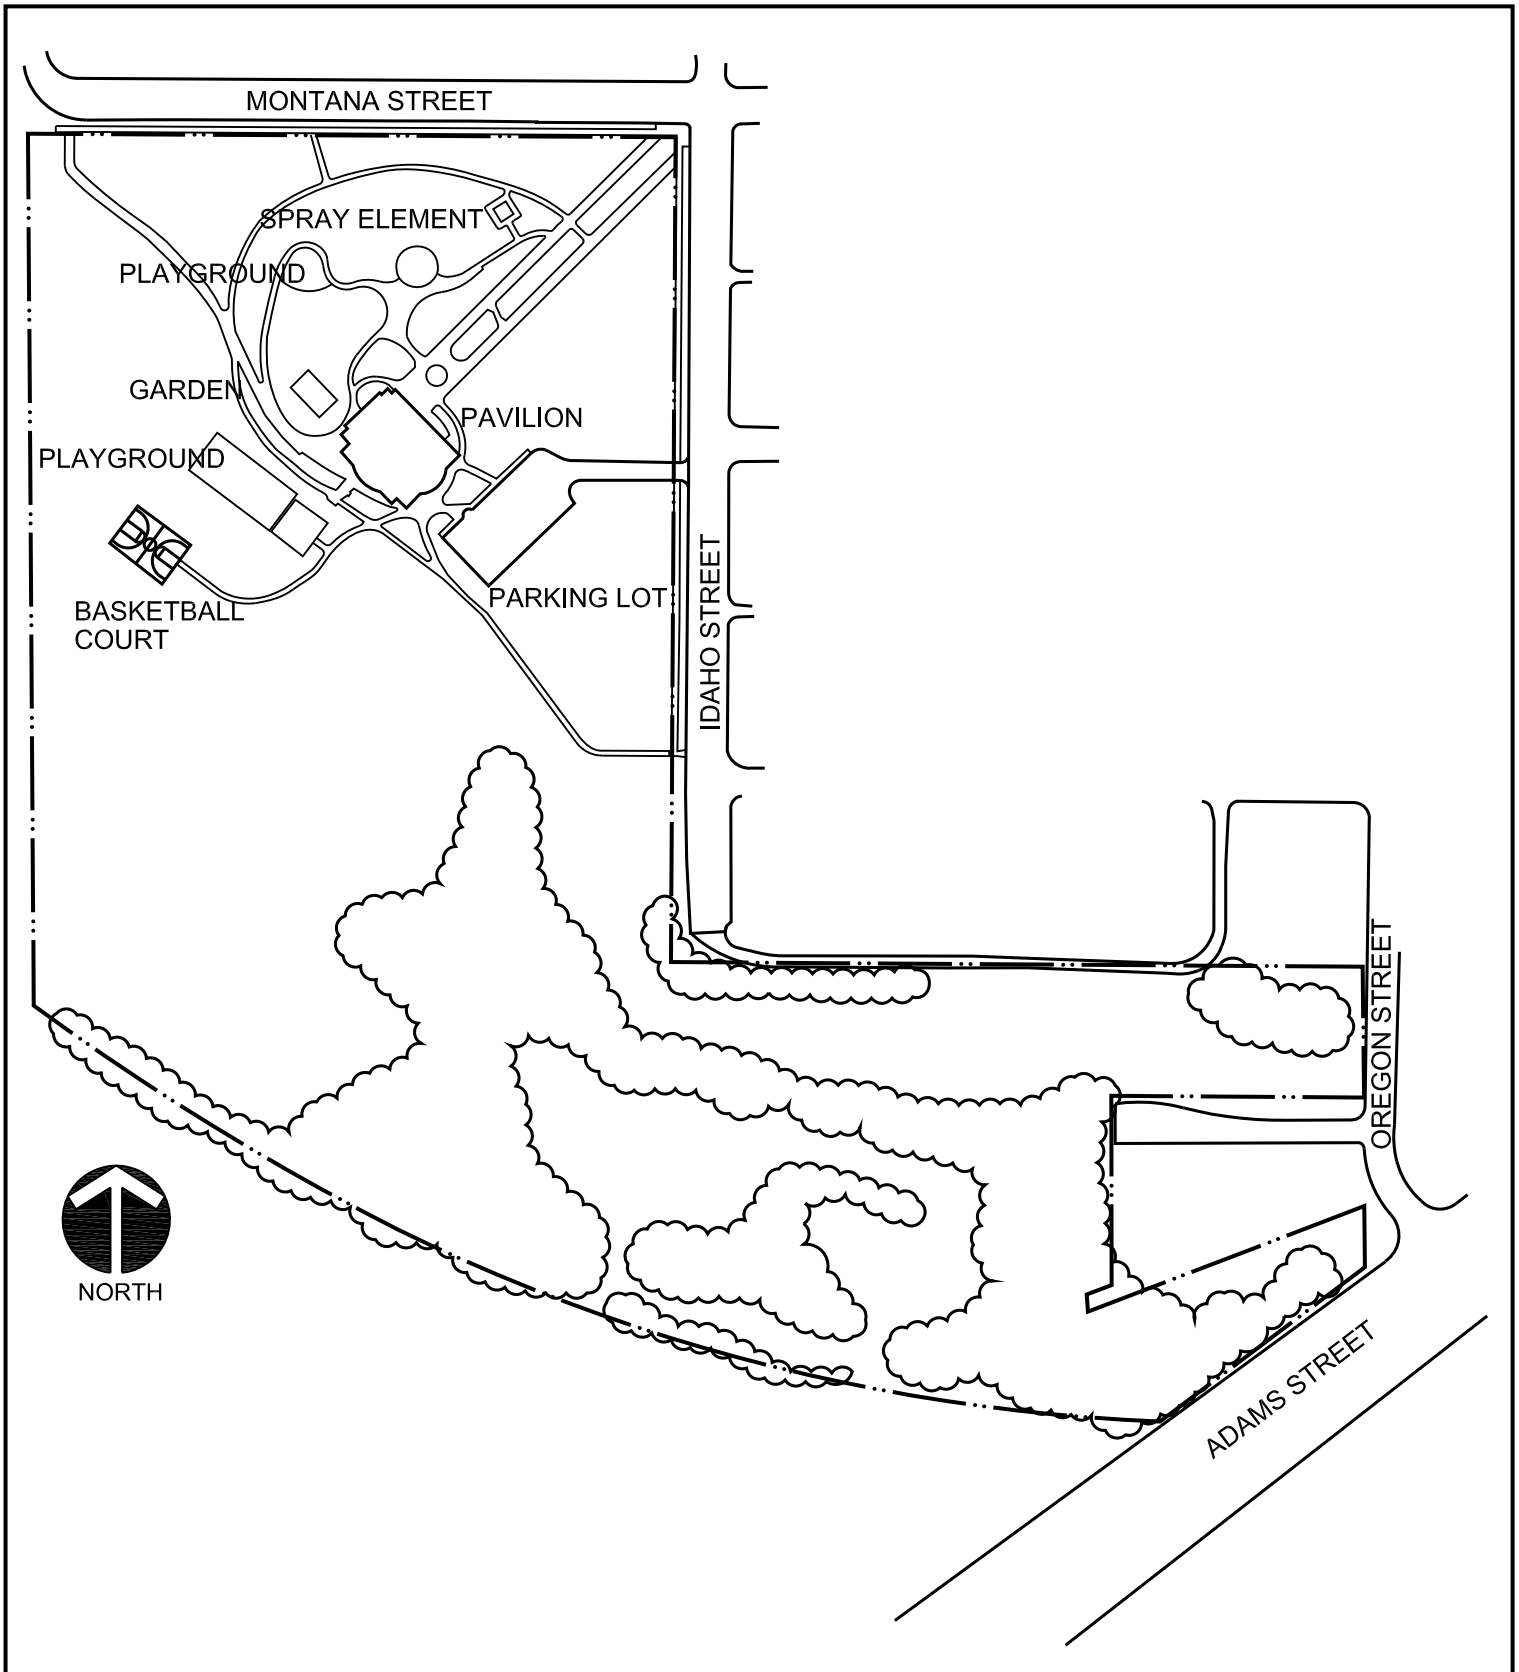 MONTANA STREET
SPRAY ELEMENT
PLAYGROUND
GARDEN
PAVILION
PLAYGROUND
PARKING LOT
BASKETBALL
COURT
IDAHO STREET
OREGON STREET
NORTH
ADAMS STREET